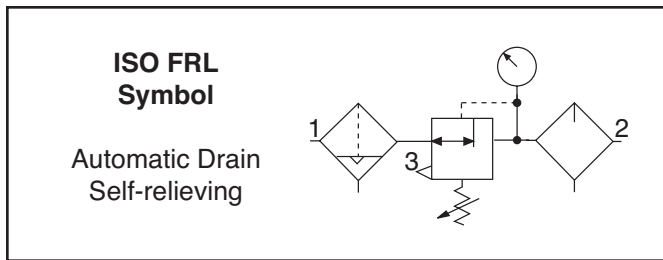 ISO FRL
Symbol
Automatic Drain
Self-relieving
1
3
2